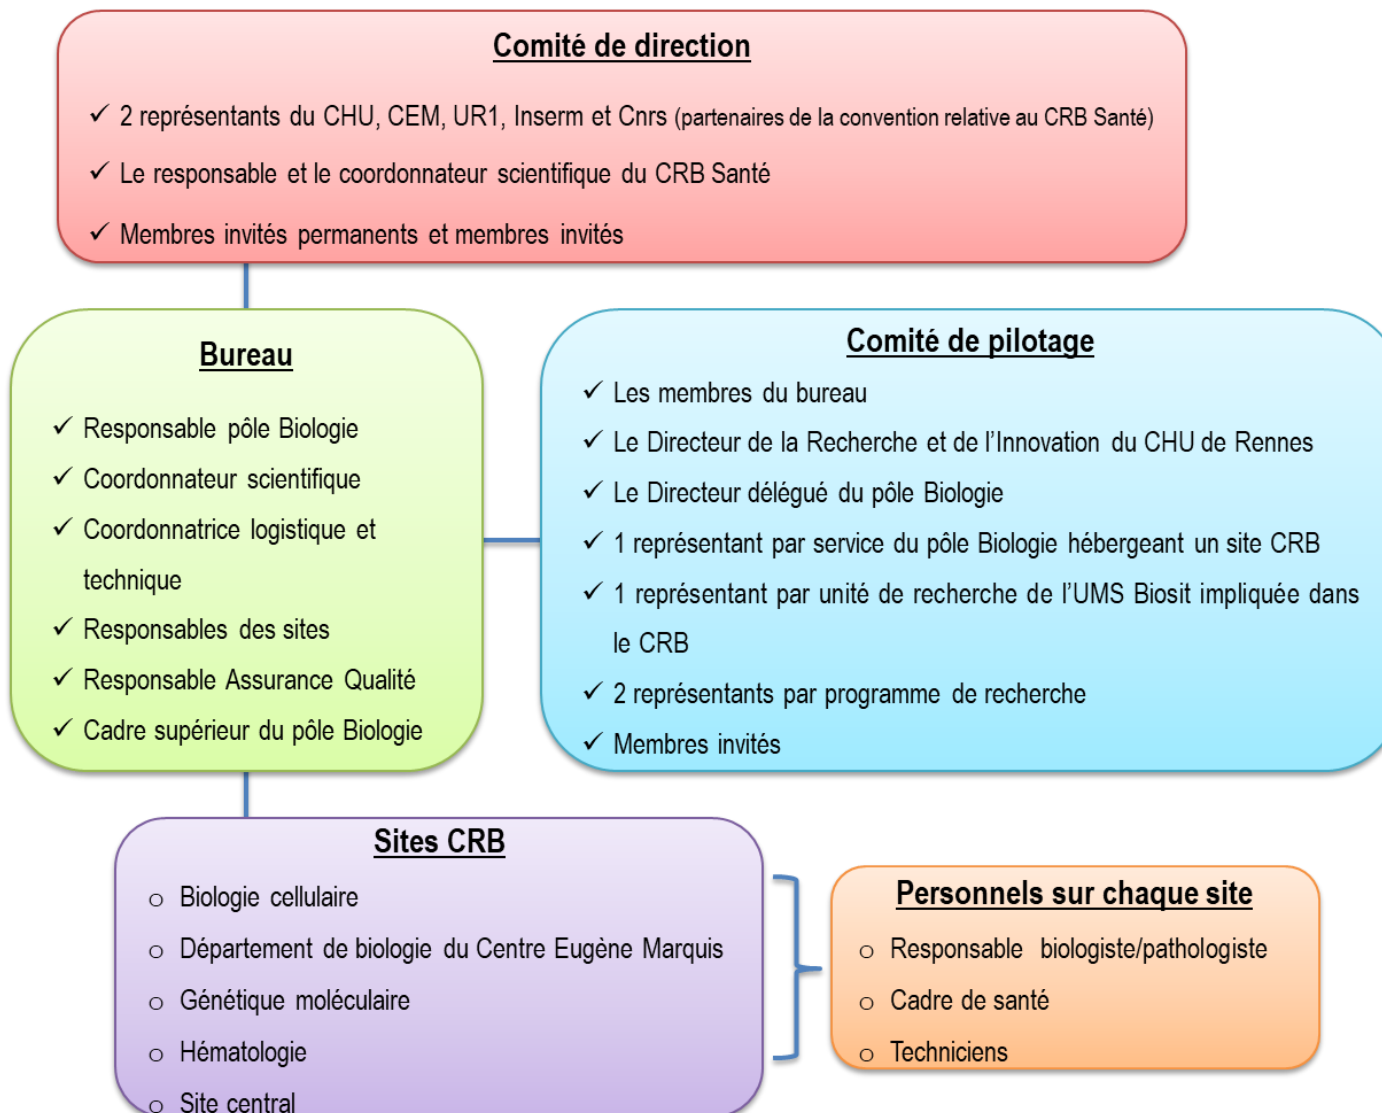 Comité de direction
✓ 2 représentants du CHU, CEM, UR1, Inserm et Cnrs (partenaires de la convention relative au CRB Santé)
✓ Le responsable et le coordonnateur scientifique du CRB Santé
✓ Membres invités permanents et membres invités
Bureau
✓ Responsable pôle Biologie
✓ Coordonnateur scientifique
✓ Coordonnatrice logistique et
technique
✓ Responsables des sites
✓ Responsable Assurance Qualité
✓ Cadre supérieur du pôle Biologie
Comité de pilotage
✓ Les membres du bureau
✓ Le Directeur de la Recherche et de l’Innovation du CHU de Rennes
✓ Le Directeur délégué du pôle Biologie
✓ 1 représentant par service du pôle Biologie hébergeant un site CRB
✓ 1 représentant par unité de recherche de l’UMS Biosit impliquée dans
le CRB
✓ 2 représentants par programme de recherche
✓ Membres invités
Sites CRB
o Biologie cellulaire
o Département de biologie du Centre Eugène Marquis
o Génétique moléculaire
o Hématologie
o Site central
Personnels sur chaque site
o Responsable biologiste/pathologiste
o Cadre de santé
o Techniciens